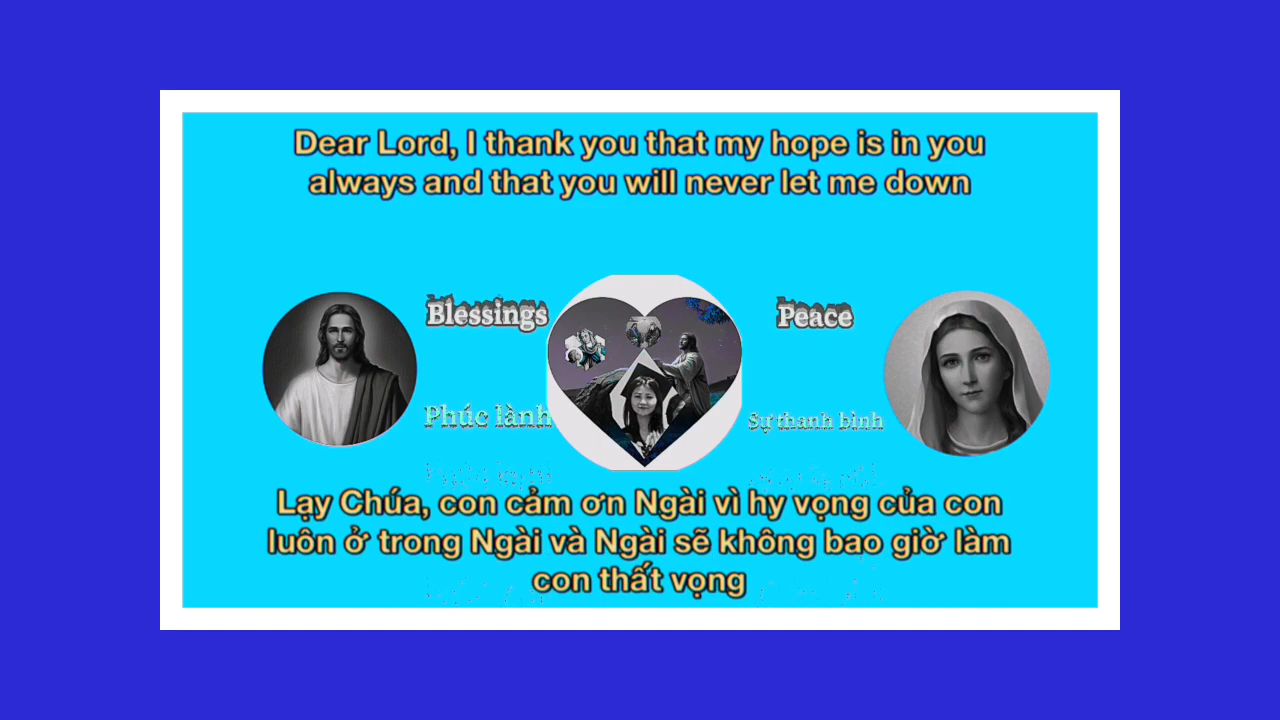 Dear Lord, I thank you that my hope is in you
always and that you will never let me down
Blessings
Peace
Phúc lành
Sự thanh bình
Lạy Chúa, con cảm ơn Ngài vì hy vọng của con
luôn ở trong Ngài và Ngài sẽ không bao giờ làm
con thất vọng